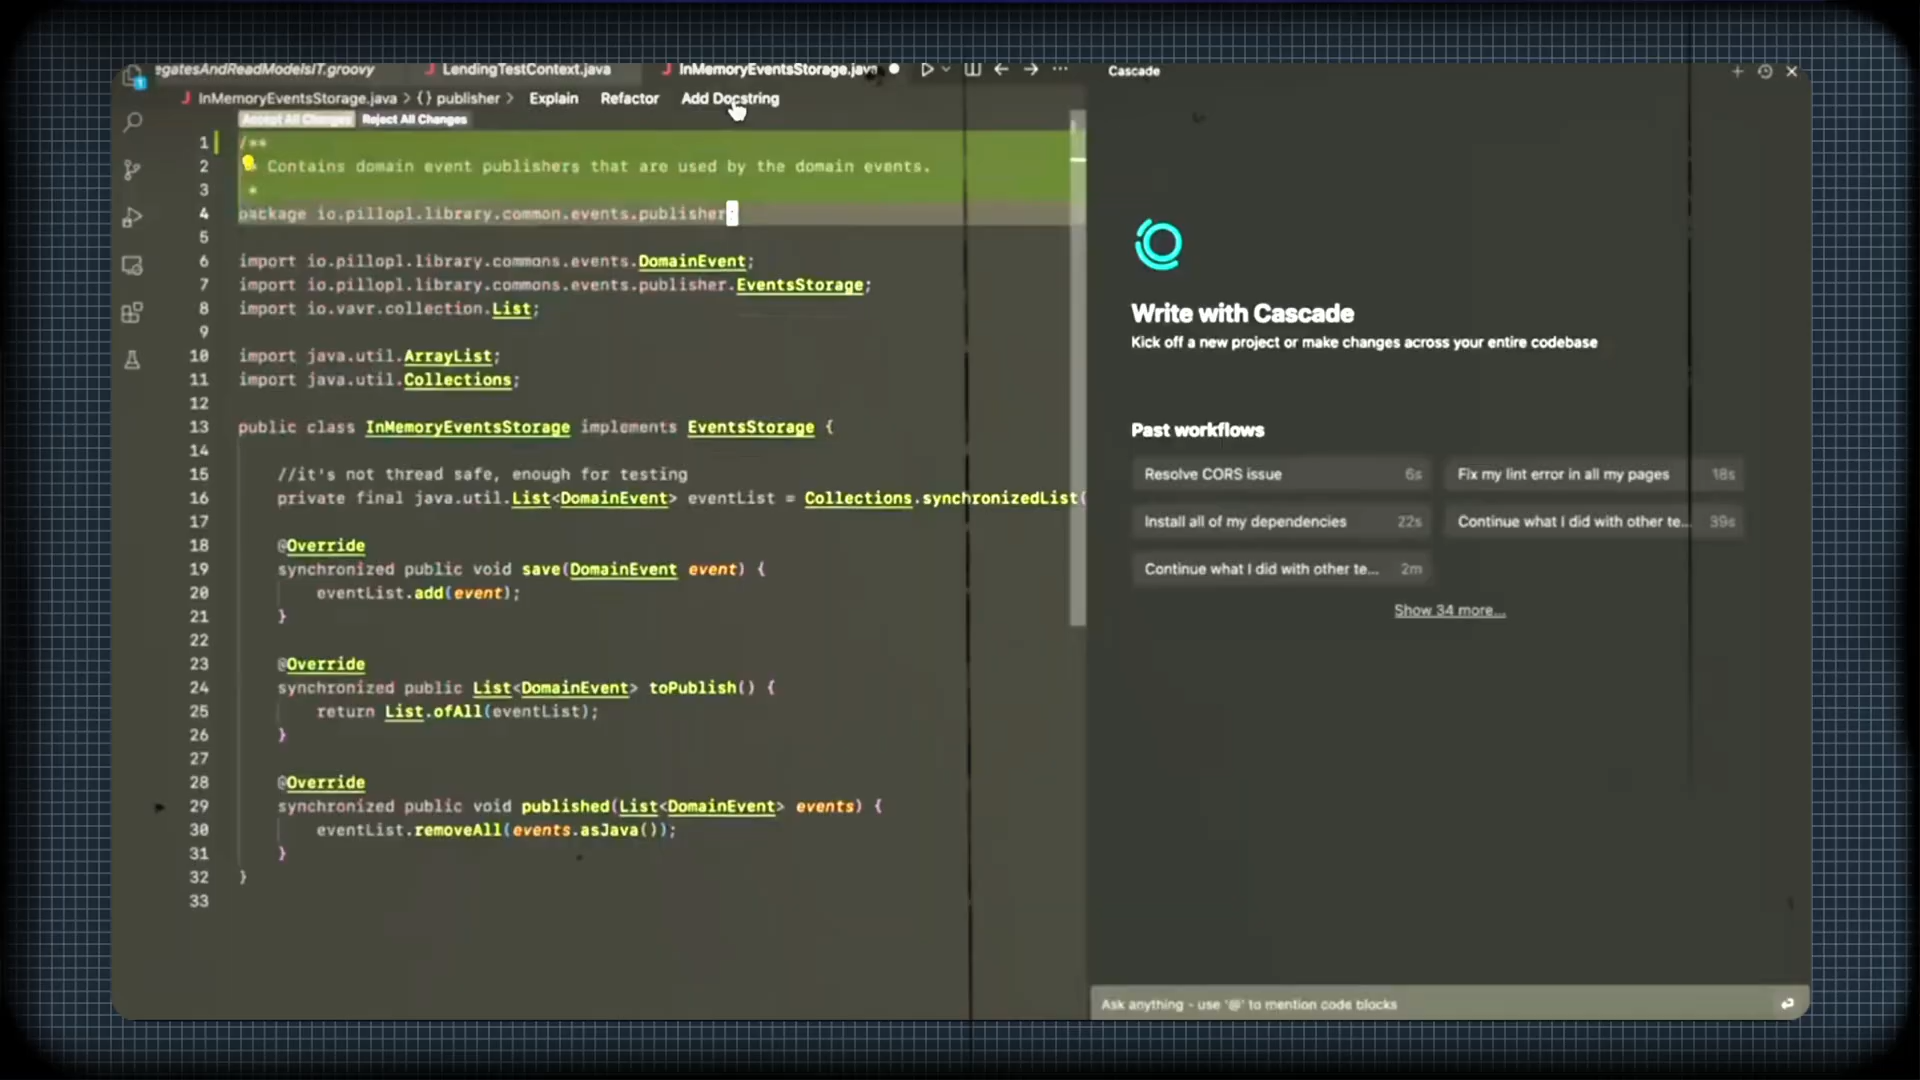 egatesAndReadModelsIT.groovy
LendingTestContext.java
InMemoryEventsStorage.java
InMemoryEventsStorage.java > {} publisher > Explain Refactor Add Docstring
Accept All Changes Reject All Changes
1 /**
2 Contains domain event publishers that are used by the domain events.
3 *
4 package io.pillopl.library.common.events.publisher;
5
6 import io.pillopl.library.commons.events.DomainEvent;
7 import io.pillopl.library.commons.events.publisher.EventsStorage;
8 import io.vavr.collection.List;
9
10 import java.util.ArrayList;
11 import java.util.Collections;
12
13 public class InMemoryEventsStorage implements EventsStorage {
14
15 //it's not thread safe, enough for testing
16 private final java.util.List<DomainEvent> eventList = Collections.synchronizedList(
17
18 @Override
19 synchronized public void save(DomainEvent event) {
20 eventList.add(event);
21 }
22
23 @Override
24 synchronized public List<DomainEvent> toPublish() {
25 return List.ofAll(eventList);
26 }
27
28 @Override
29 synchronized public void published(List<DomainEvent> events) {
30 eventList.removeAll(events.asJava());
31 }
32 }
33
Cascade
Write with Cascade
Kick off a new project or make changes across your entire codebase
Past workflows
Resolve CORS issue 6s
Fix my lint error in all my pages 18s
Install all of my dependencies 22s
Continue what I did with other te... 39s
Continue what I did with other te... 2m
Show 34 more...
Ask anything - use '@' to mention code blocks